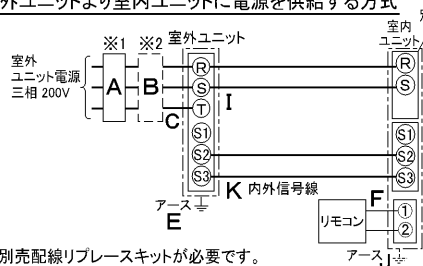 外ユニットより室内ユニットに電源を供給する方式
※1 ※2 室外ユニット
室内
ユニット
室外
ユニット電源
三相 200V
A B C
R
S
T
S1
S2
S3
I
K 内外信号線
R
S
S1
S2
S3
F
アース
E
リモコン
①
②
アース
J
別売配線リプレースキットが必要です。